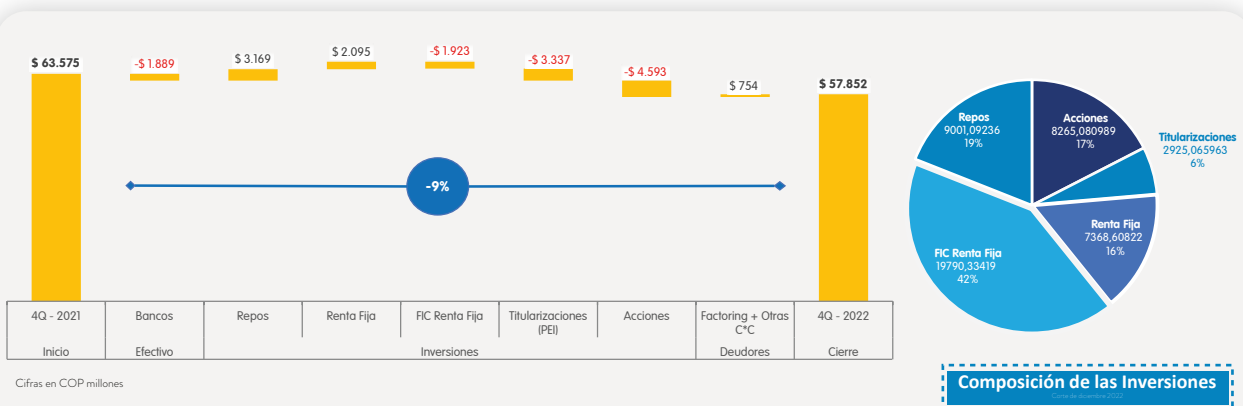 $ 63.575
-$ 1.889
$ 3.169
$ 2.095
-$ 1.923
-$ 3.337
-$ 4.593
$ 754
$ 57.852
-9%
4Q - 2021
Bancos
Repos
Renta Fija
FIC Renta Fija
Titularizaciones
(PEI)
Acciones
Factoring + Otras
C*C
4Q - 2022
Inicio
Efectivo
Inversiones
Deudores
Cierre
Cifras en COP millones
Repos
9001,09236
19%
Acciones
8265,080989
17%
Titularizaciones
2925,065963
6%
Renta Fija
7368,60822
16%
FIC Renta Fija
19790,33419
42%
Composición de las Inversiones